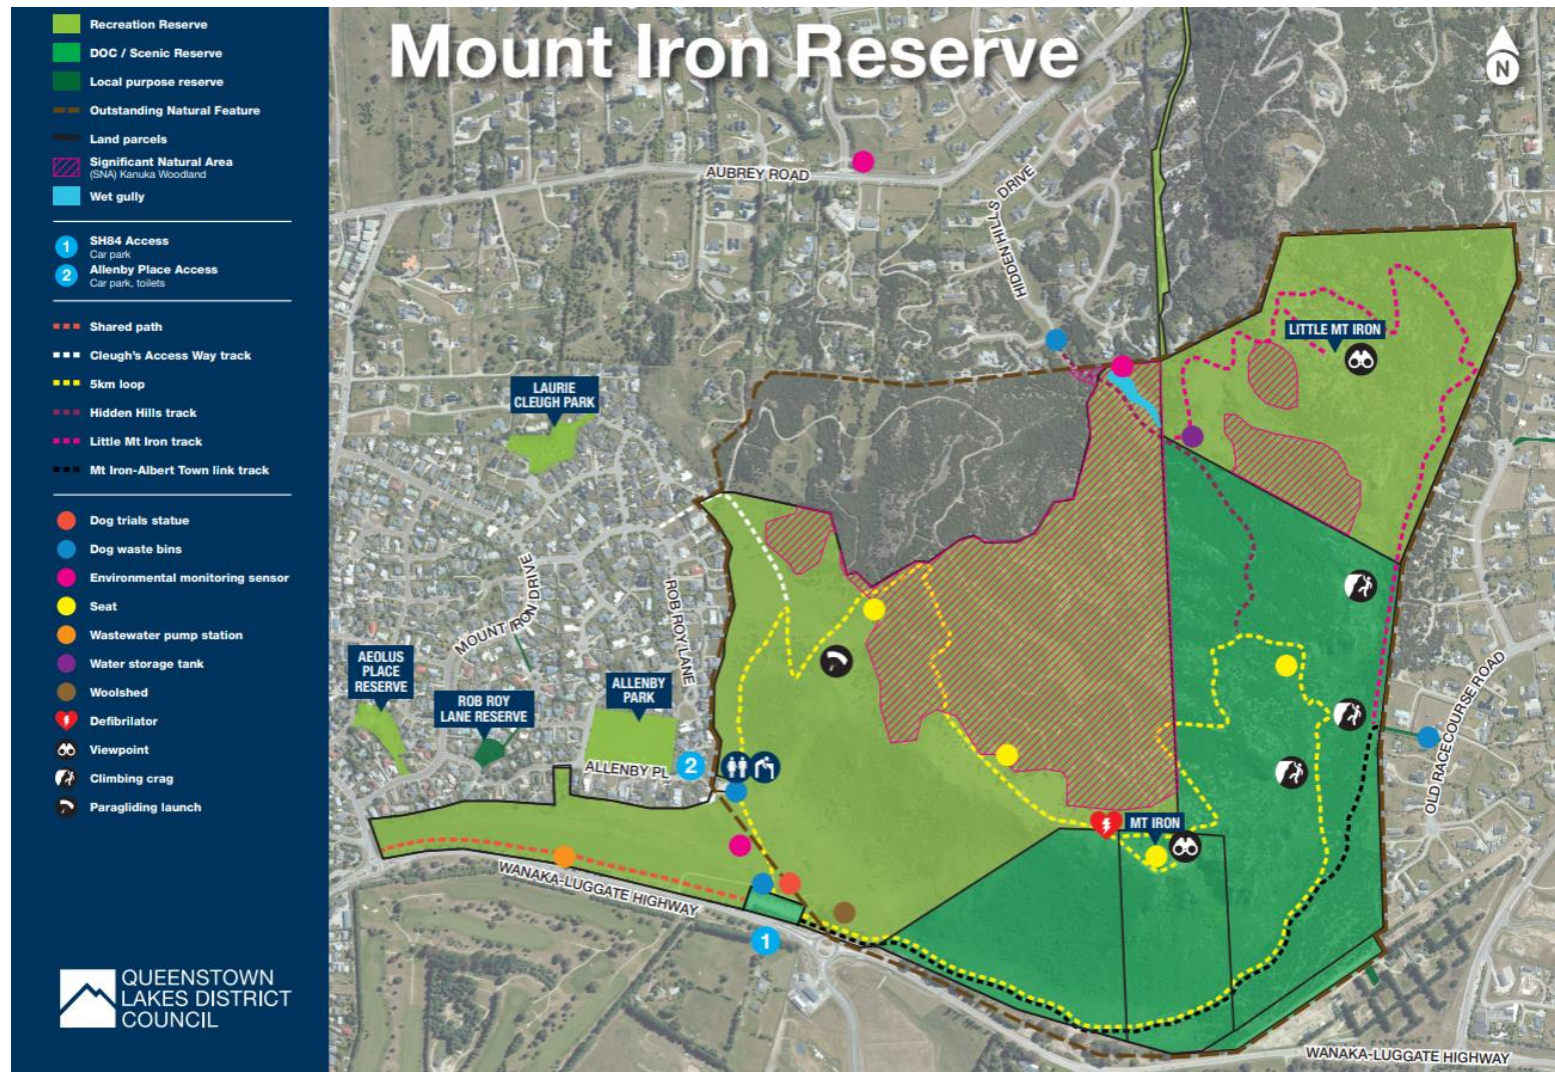 Mount Iron Reserve
Recreation Reserve
DOC / Scenic Reserve
Local purpose reserve
Outstanding Natural Feature
Land parcels
Significant Natural Area
(SNA) Kanuka Woodland
Wet gully
1
SH84 Access
Car park
2
Allenby Place Access
Car park, toilets
Shared path
Cleugh's Access Way track
5km loop
Hidden Hills track
Little Mt Iron track
Mt Iron-Albert Town link track
Dog trials statue
Dog waste bins
Environmental monitoring sensor
Seat
Wastewater pump station
Water storage tank
Woolshed
Defibrilator
Viewpoint
Climbing crag
Paragliding launch
QUEENSTOWN
LAKES DISTRICT
COUNCIL
N
AUBREY ROAD
HIDDEN HILLS DRIVE
LITTLE MT IRON
LAURIE
CLEUGH PARK
MOUNT IRON DRIVE
ROB ROY LANE
AEOLUS
PLACE
RESERVE
ROB ROY
LANE RESERVE
ALLENBY
PARK
ALLENBY PL
2
OLD RACECOURSE ROAD
MT IRON
WANAKA-LUGGATE HIGHWAY
1
WANAKA-LUGGATE HIGHWAY